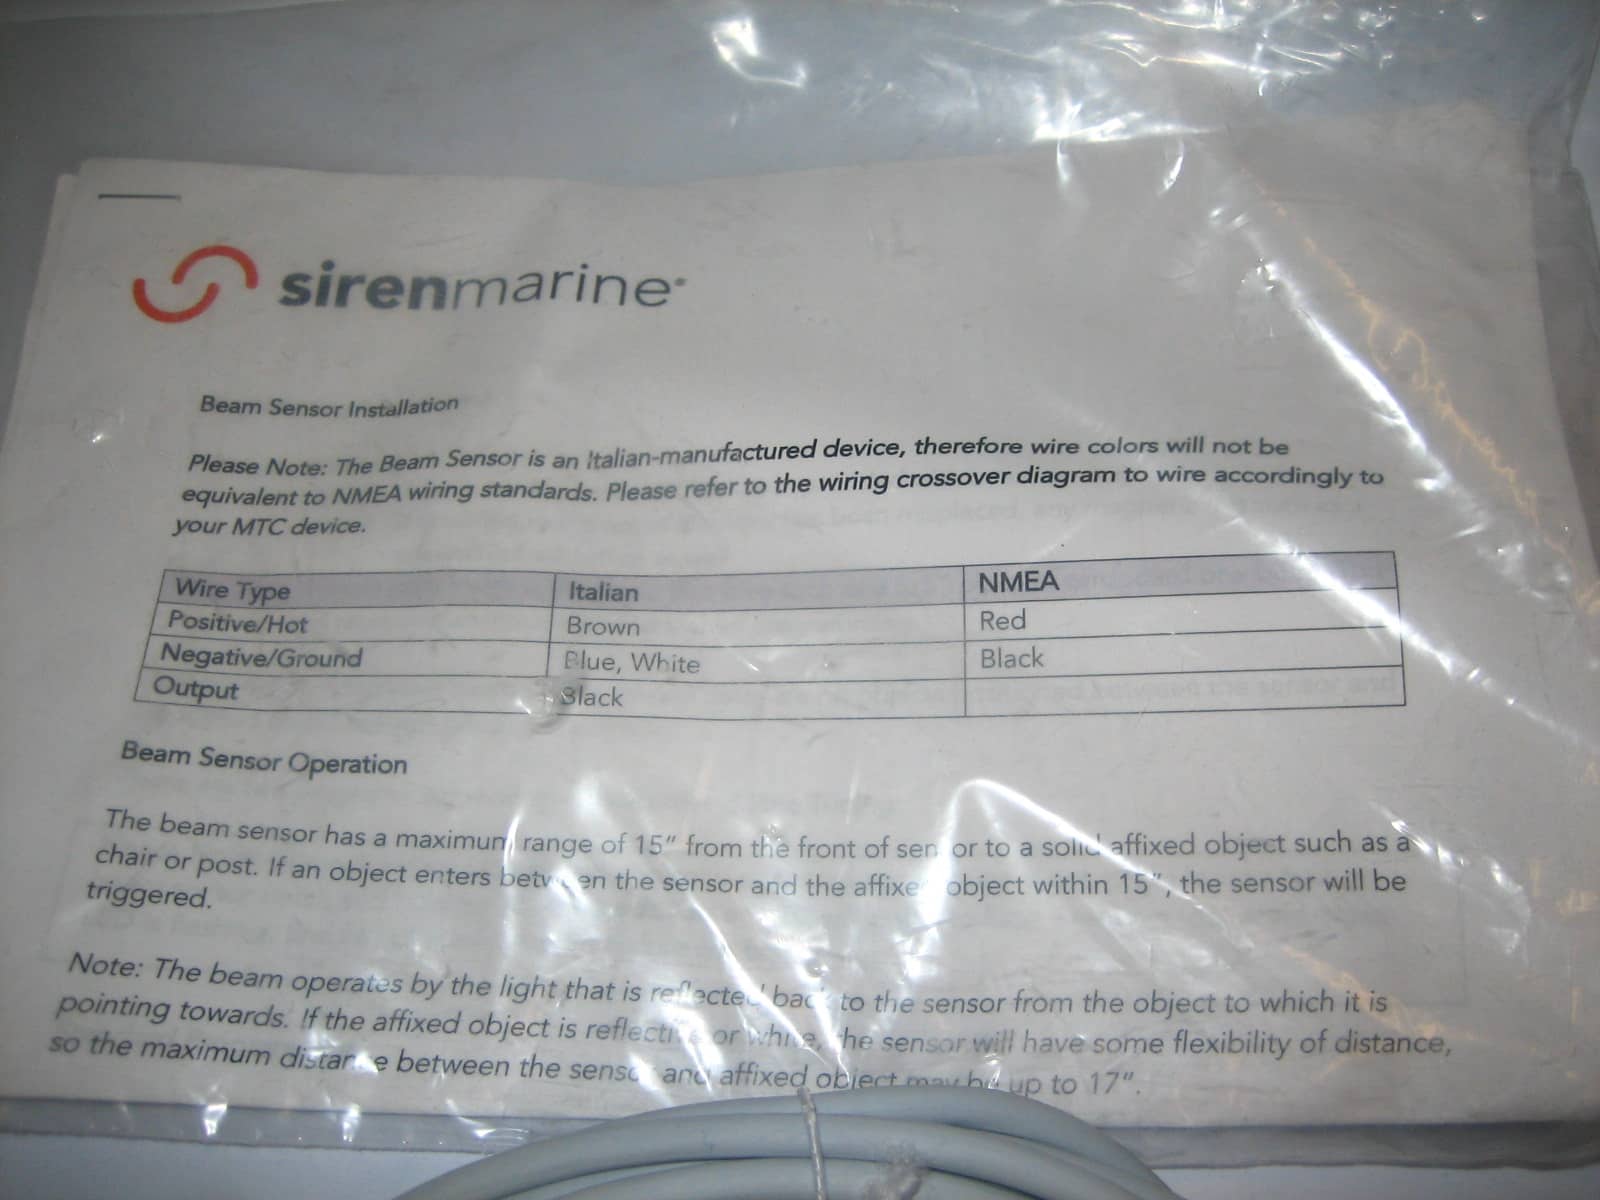 sirenmarine
Beam Sensor Installation
Please Note: The Beam Sensor is an Italian-manufactured device, therefore wire colors will not be
equivalent to NMEA wiring standards. Please refer to the wiring crossover diagram to wire accordingly to
your MTC device.
Wire Type Italian NMEA
Positive/Hot Brown Red
Negative/Ground Blue, White Black
Output Black
Beam Sensor Operation
The beam sensor has a maximum range of 15" from the front of sensor to a solid affixed object such as a
chair or post. If an object enters between the sensor and the affixed object within 15", the sensor will be
triggered.
Note: The beam operates by the light that is reflected back to the sensor from the object to which it is
pointing towards. If the affixed object is reflective or white, the sensor will have some flexibility of distance,
so the maximum distance between the sensor and affixed object may be up to 17".